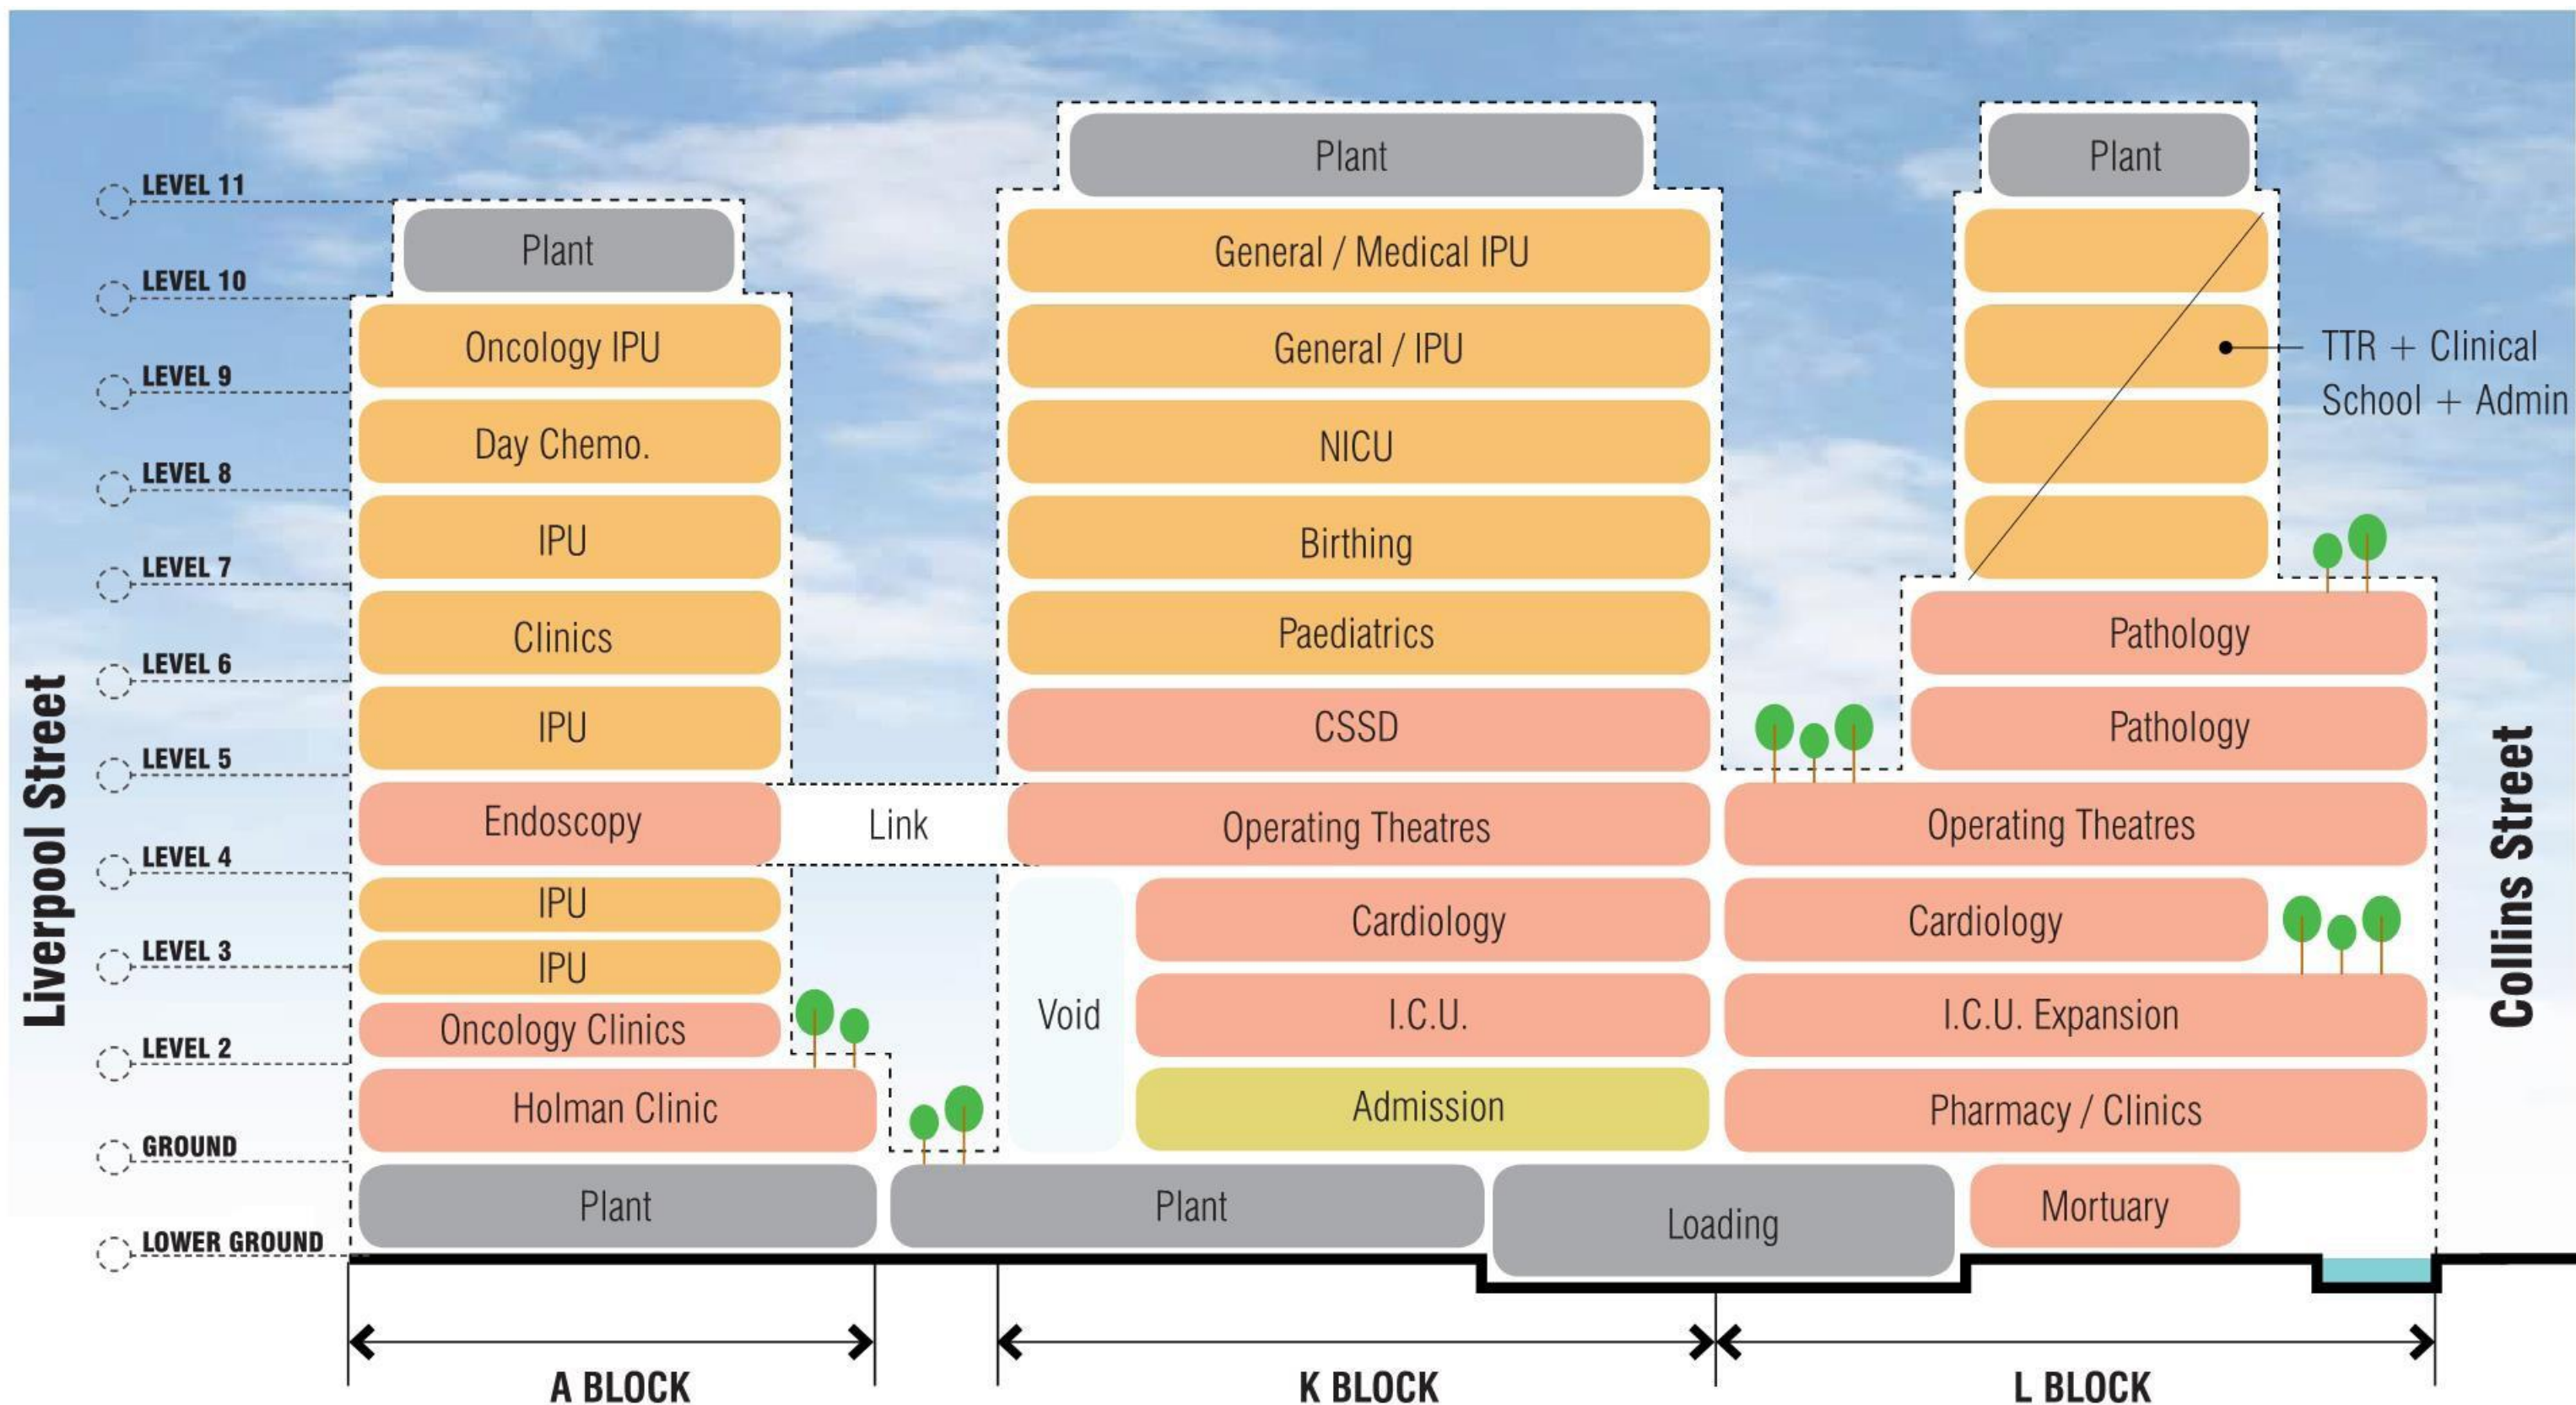 Plant
Plant
LEVEL 11
Plant
General / Medical IPU
LEVEL 10
Oncology IPU
General / IPU
TTR + Clinical
School + Admin
LEVEL 9
Day Chemo.
NICU
LEVEL 8
IPU
Birthing
LEVEL 7
Clinics
Paediatrics
Pathology
LEVEL 6
IPU
CSSD
Pathology
LEVEL 5
Endoscopy
Link
Operating Theatres
Operating Theatres
LEVEL 4
IPU
Cardiology
Cardiology
LEVEL 3
IPU
Oncology Clinics
Void
I.C.U.
I.C.U. Expansion
LEVEL 2
Holman Clinic
Admission
Pharmacy / Clinics
GROUND
Plant
Plant
Loading
Mortuary
LOWER GROUND
Liverpool Street
Collins Street
A BLOCK
K BLOCK
L BLOCK